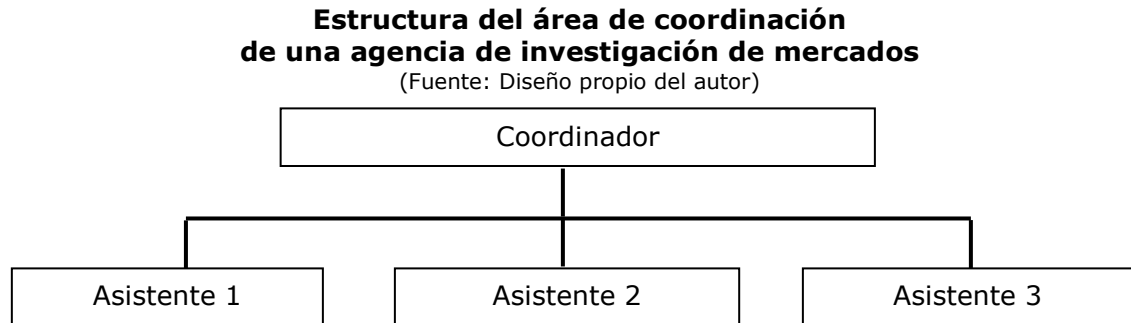 Estructura del área de coordinación
de una agencia de investigación de mercados
(Fuente: Diseño propio del autor)
Coordinador
Asistente 1
Asistente 2
Asistente 3